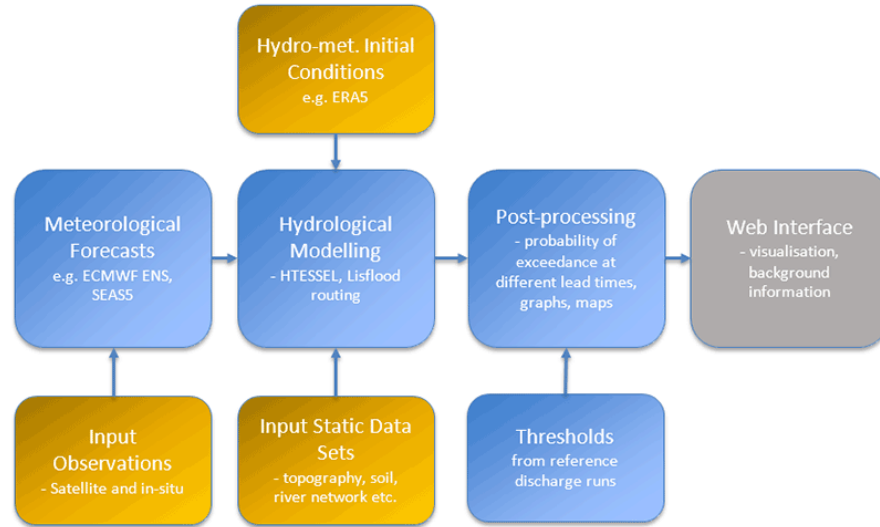 Hydro-met. Initial
Conditions
e.g. ERA5
Meteorological
Forecasts
e.g. ECMWF ENS,
SEAS5
Hydrological
Modelling
- HTESSEL, Lisflood
routing
Post-processing
- probability of
exceedance at
different lead times,
graphs, maps
Web Interface
- visualisation,
background
information
Input
Observations
- Satellite and in-situ
Input Static Data
Sets
- topography, soil,
river network etc.
Thresholds
from reference
discharge runs